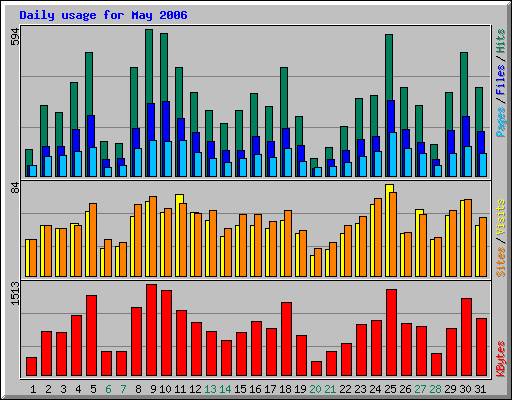 Daily usage for May 2006
594
Pages / Files / Hits
84
Sites / Visits
1513
KBytes
1 2 3 4 5 6 7 8 9 10 11 12 13 14 15 16 17 18 19 20 21 22 23 24 25 26 27 28 29 30 31